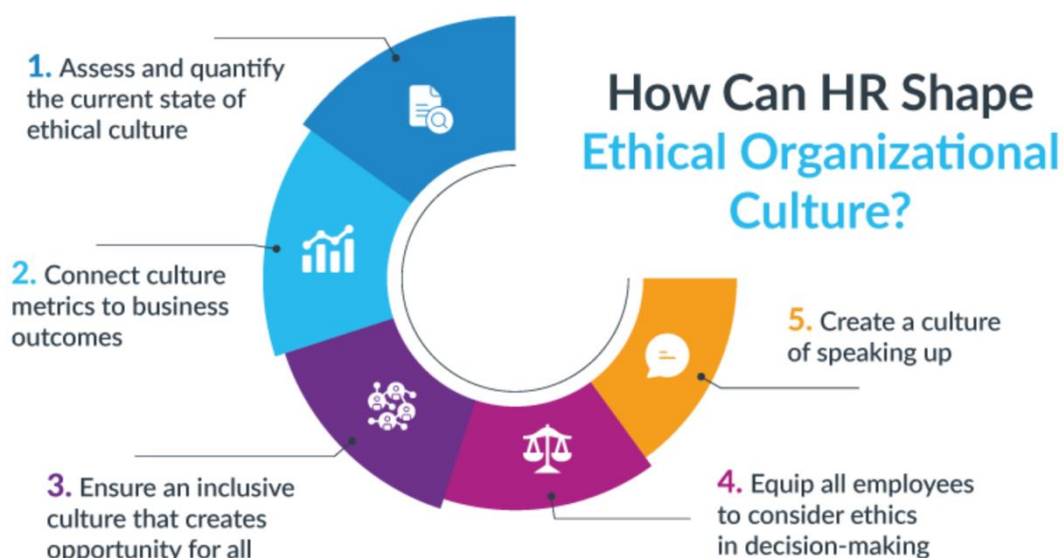 How Can HR Shape
Ethical Organizational
Culture?
1. Assess and quantify
the current state of
ethical culture
2. Connect culture
metrics to business
outcomes
3. Ensure an inclusive
culture that creates
opportunity for all
4. Equip all employees
to consider ethics
in decision-making
5. Create a culture
of speaking up